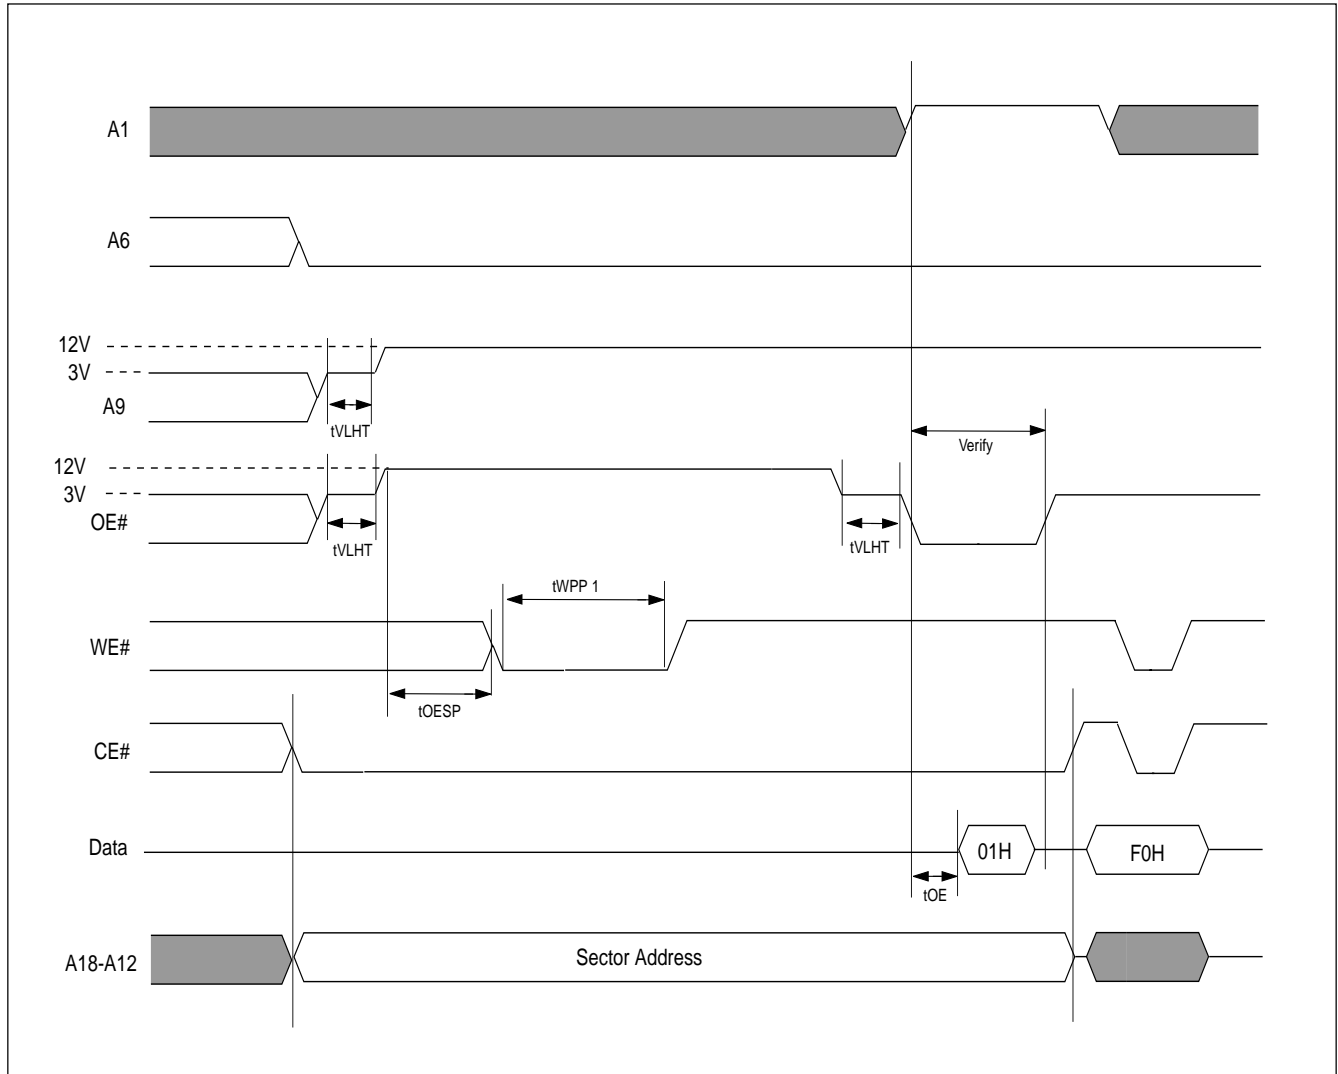 A1
A6
12V
3V
A9
tVLHT
Verify
12V
3V
OE#
tVLHT
tVLHT
tWPP 1
WE#
tOESP
CE#
Data
01H
F0H
tOE
A18-A12
Sector Address